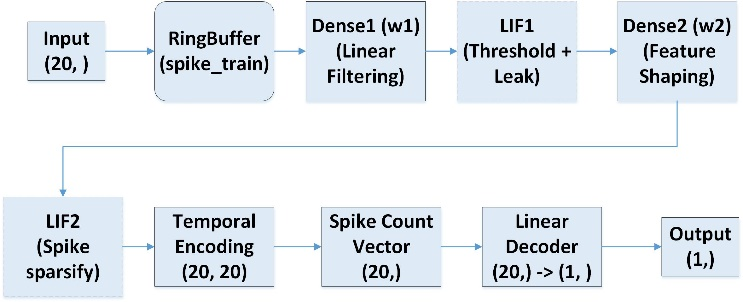 Input
(20, )
RingBuffer
(spike_train)
Dense1 (w1)
(Linear
Filtering)
LIF1
(Threshold +
Leak)
Dense2 (w2)
(Feature
Shaping)
LIF2
(Spike
sparsify)
Temporal
Encoding
(20, 20)
Spike Count
Vector
(20,)
Linear
Decoder
(20,) -> (1, )
Output
(1,)